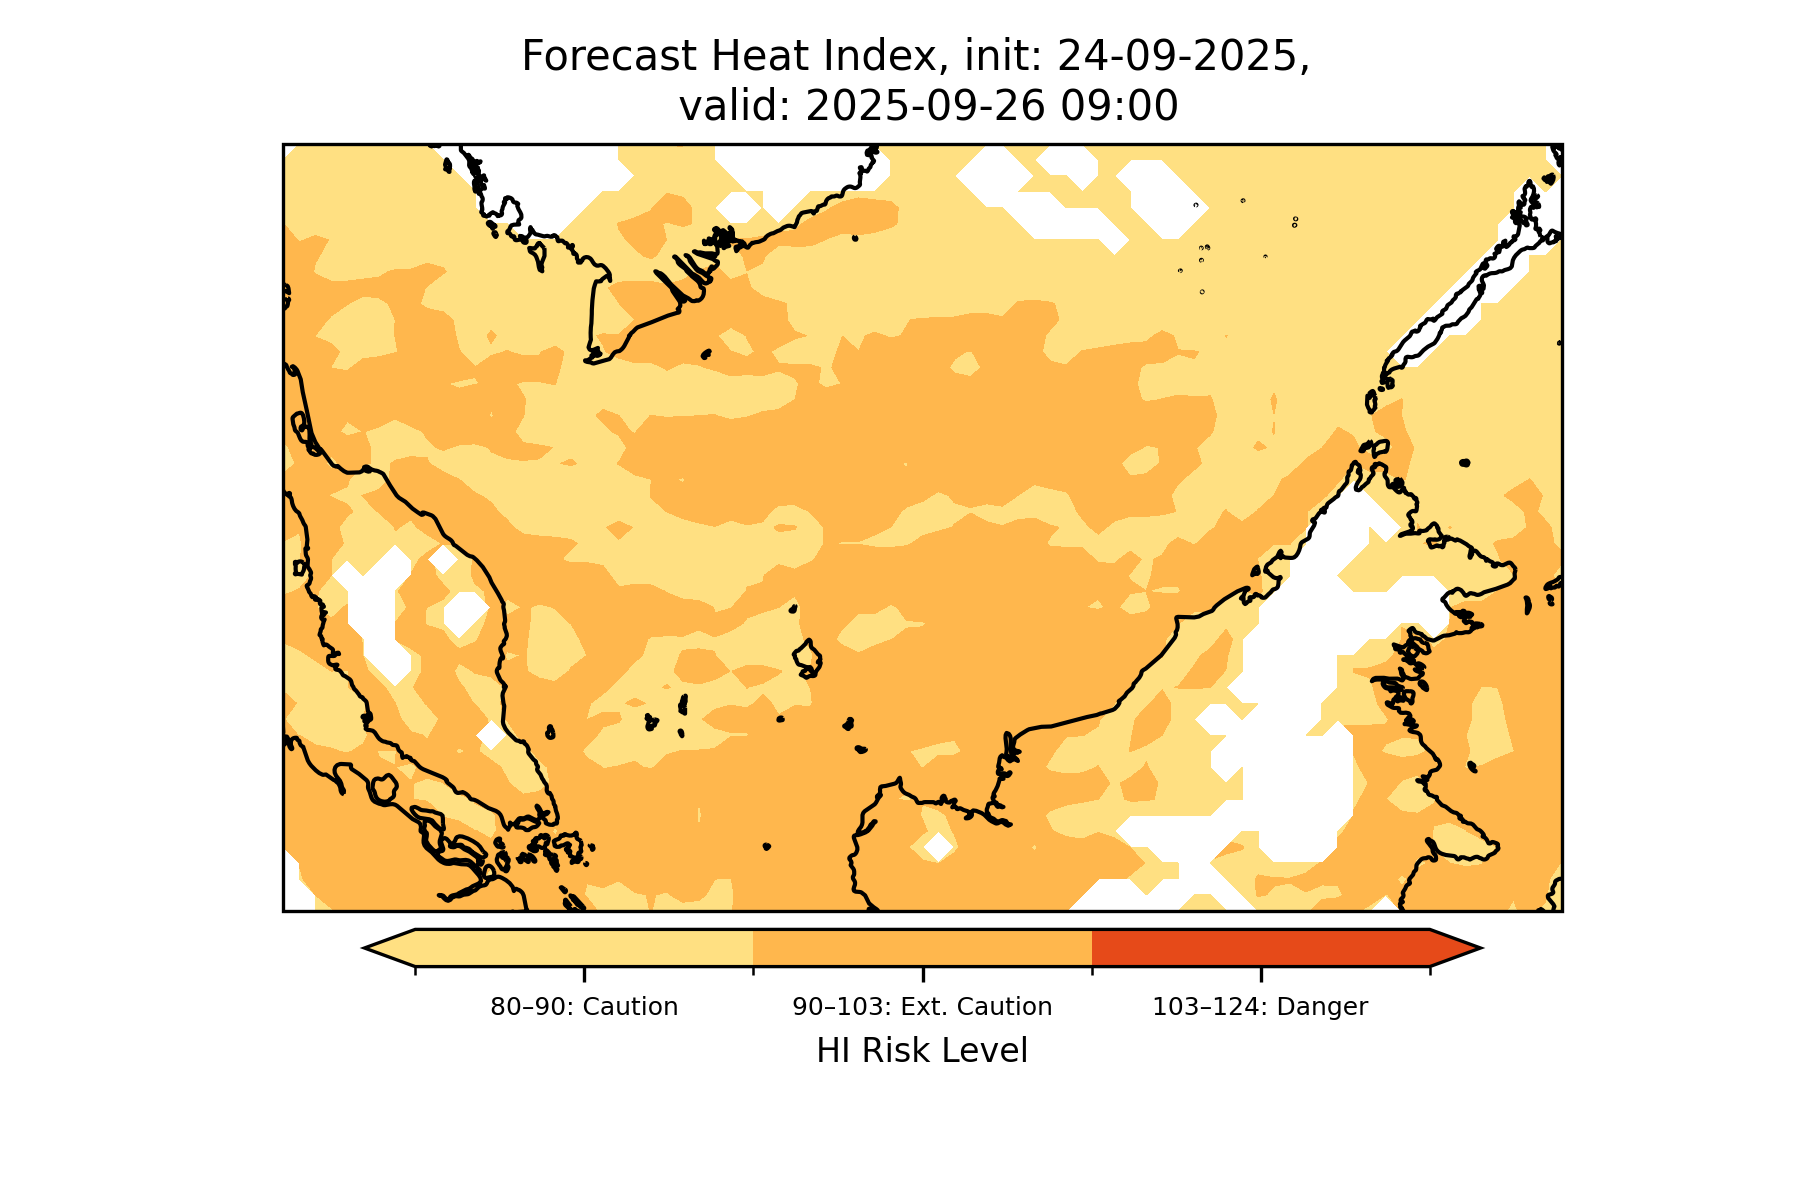 Forecast Heat Index, init: 24-09-2025,
valid: 2025-09-26 09:00
80–90: Caution
90–103: Ext. Caution
103–124: Danger
HI Risk Level